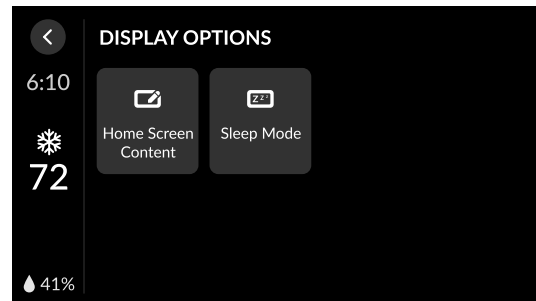 DISPLAY OPTIONS
6:10
72
41%
Home Screen
Content
Sleep Mode